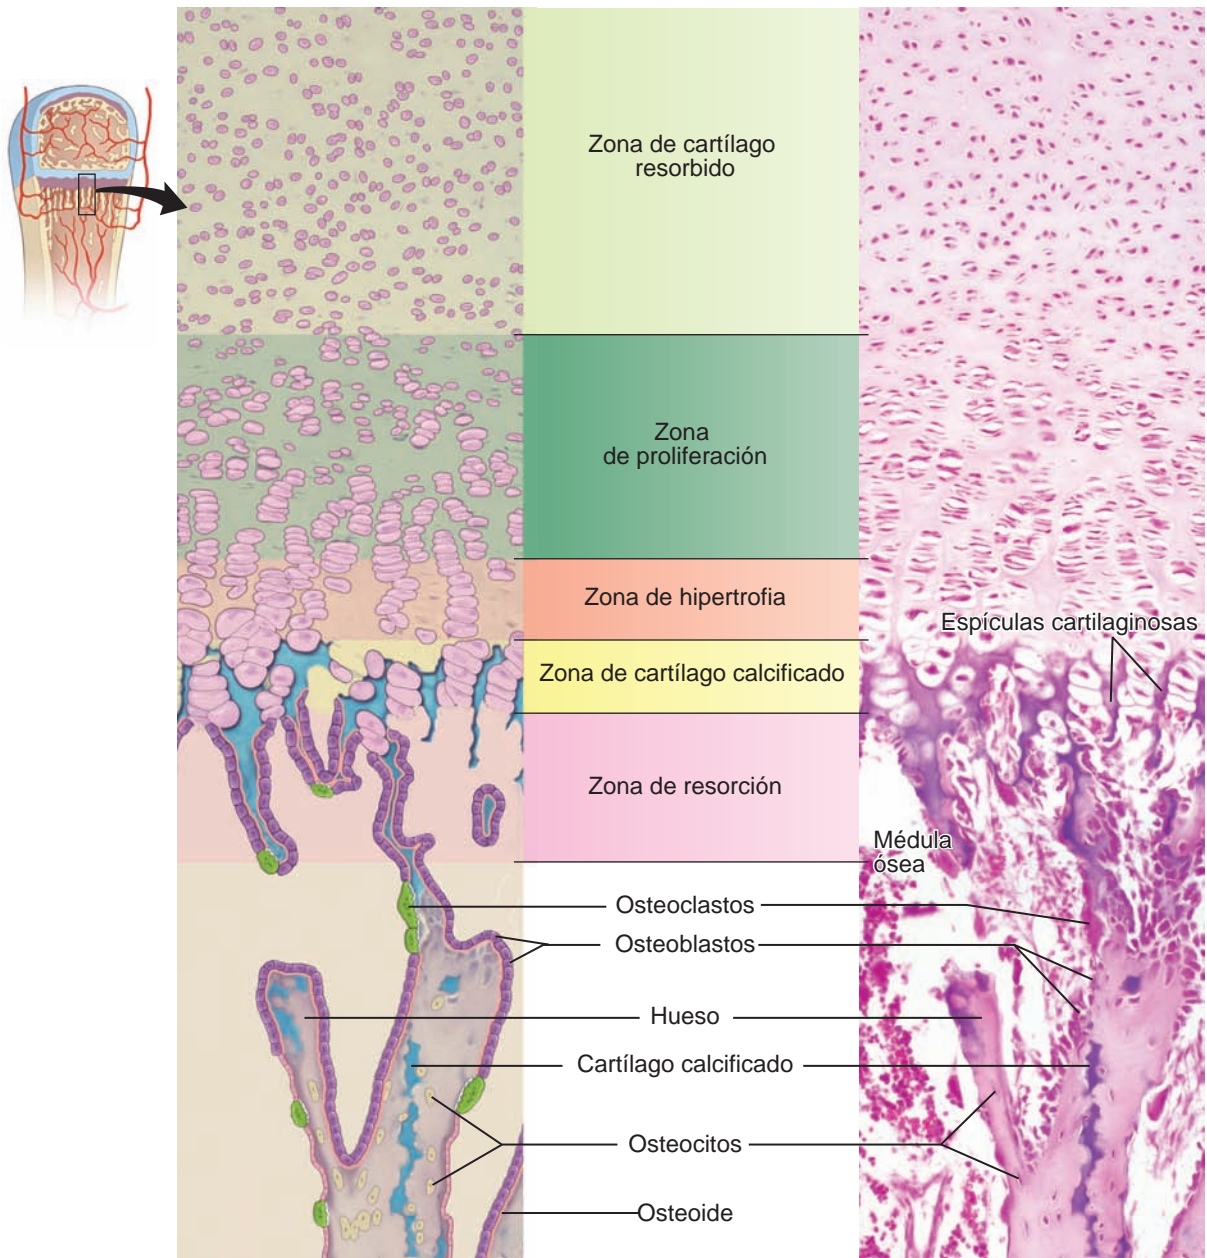 Zona de cartílago
resorbido
Zona
de proliferación
Zona de hipertrofia
Espículas cartilaginosas
Zona de cartílago calcificado
Zona de resorción
Médula
ósea
Osteoclastos
Osteoblastos
Hueso
Cartílago calcificado
Osteocitos
Osteoide